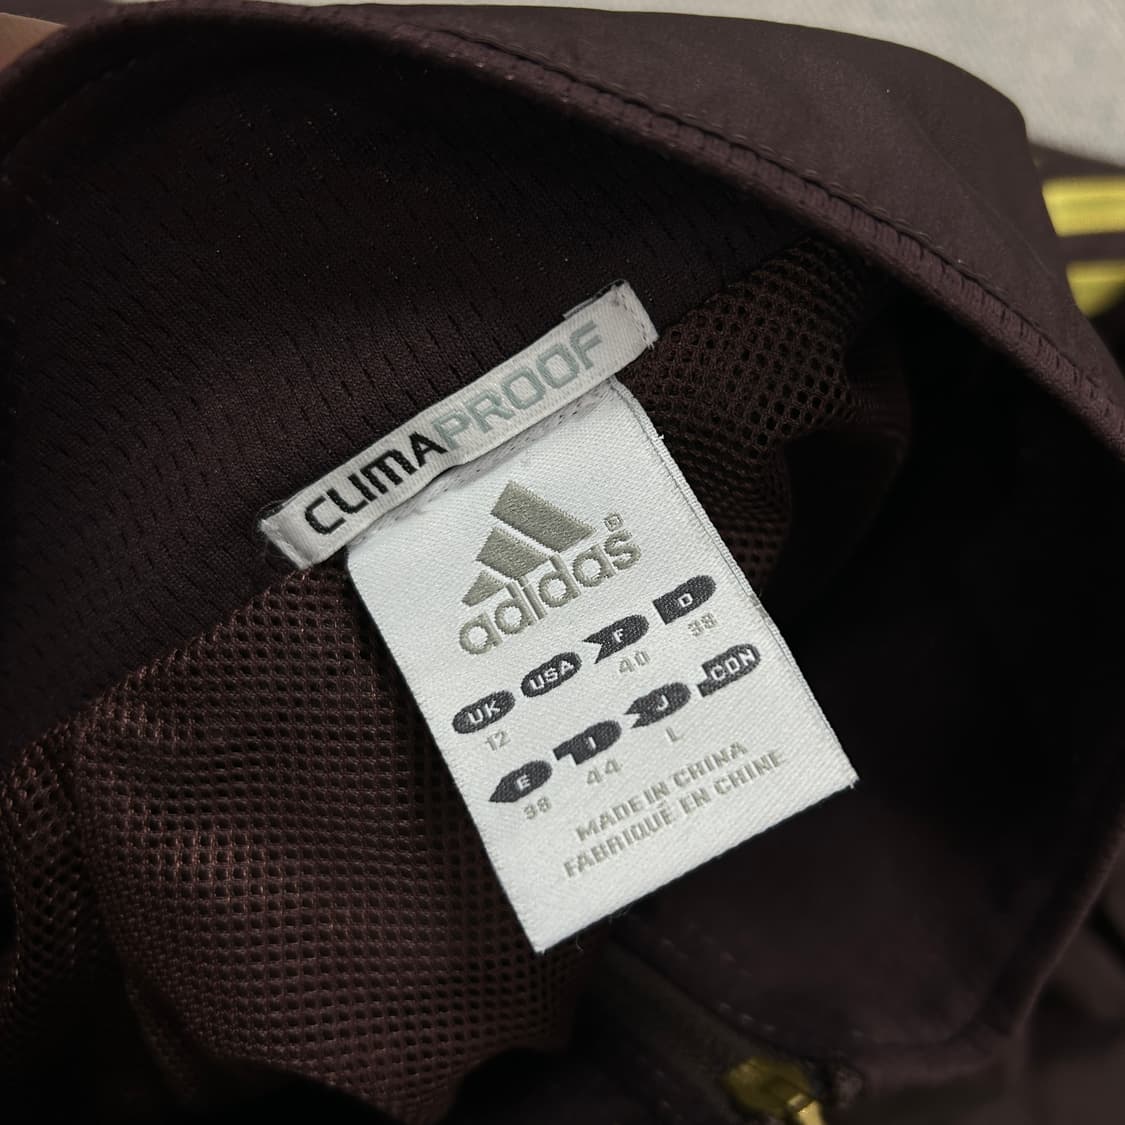 CLIMAPROOF
adidas®
UK USA F D
12 40 38
E I J CDN
38 44 L
MADE IN CHINA
FABRIQUÉ EN CHINE